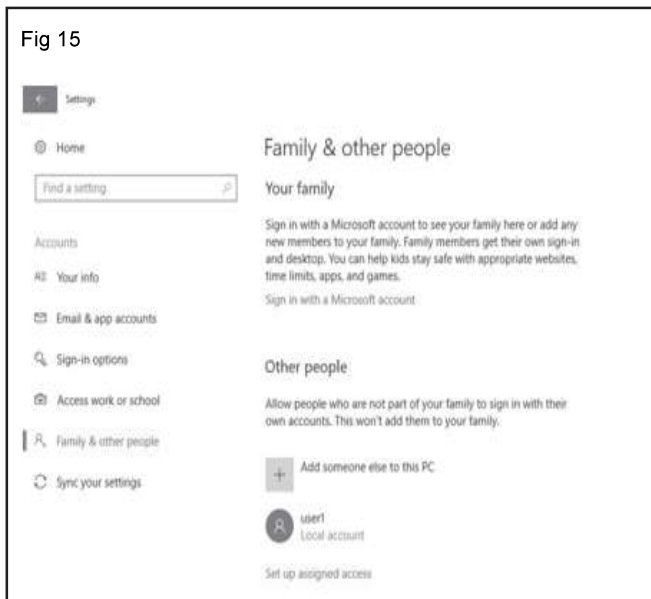 Fig 15
Settings
Home
Find a setting
Accounts
Your info
Email & app accounts
Sign-in options
Access work or school
Family & other people
Sync your settings
Family & other people
Your family
Sign in with a Microsoft account to see your family here or add any
new members to your family. Family members get their own sign-in
and desktop. You can help kids stay safe with appropriate websites,
time limits, apps, and games.
Sign in with a Microsoft account
Other people
Allow people who are not part of your family to sign in with their
own accounts. This won't add them to your family.
Add someone else to this PC
user1
Local account
Set up assigned access